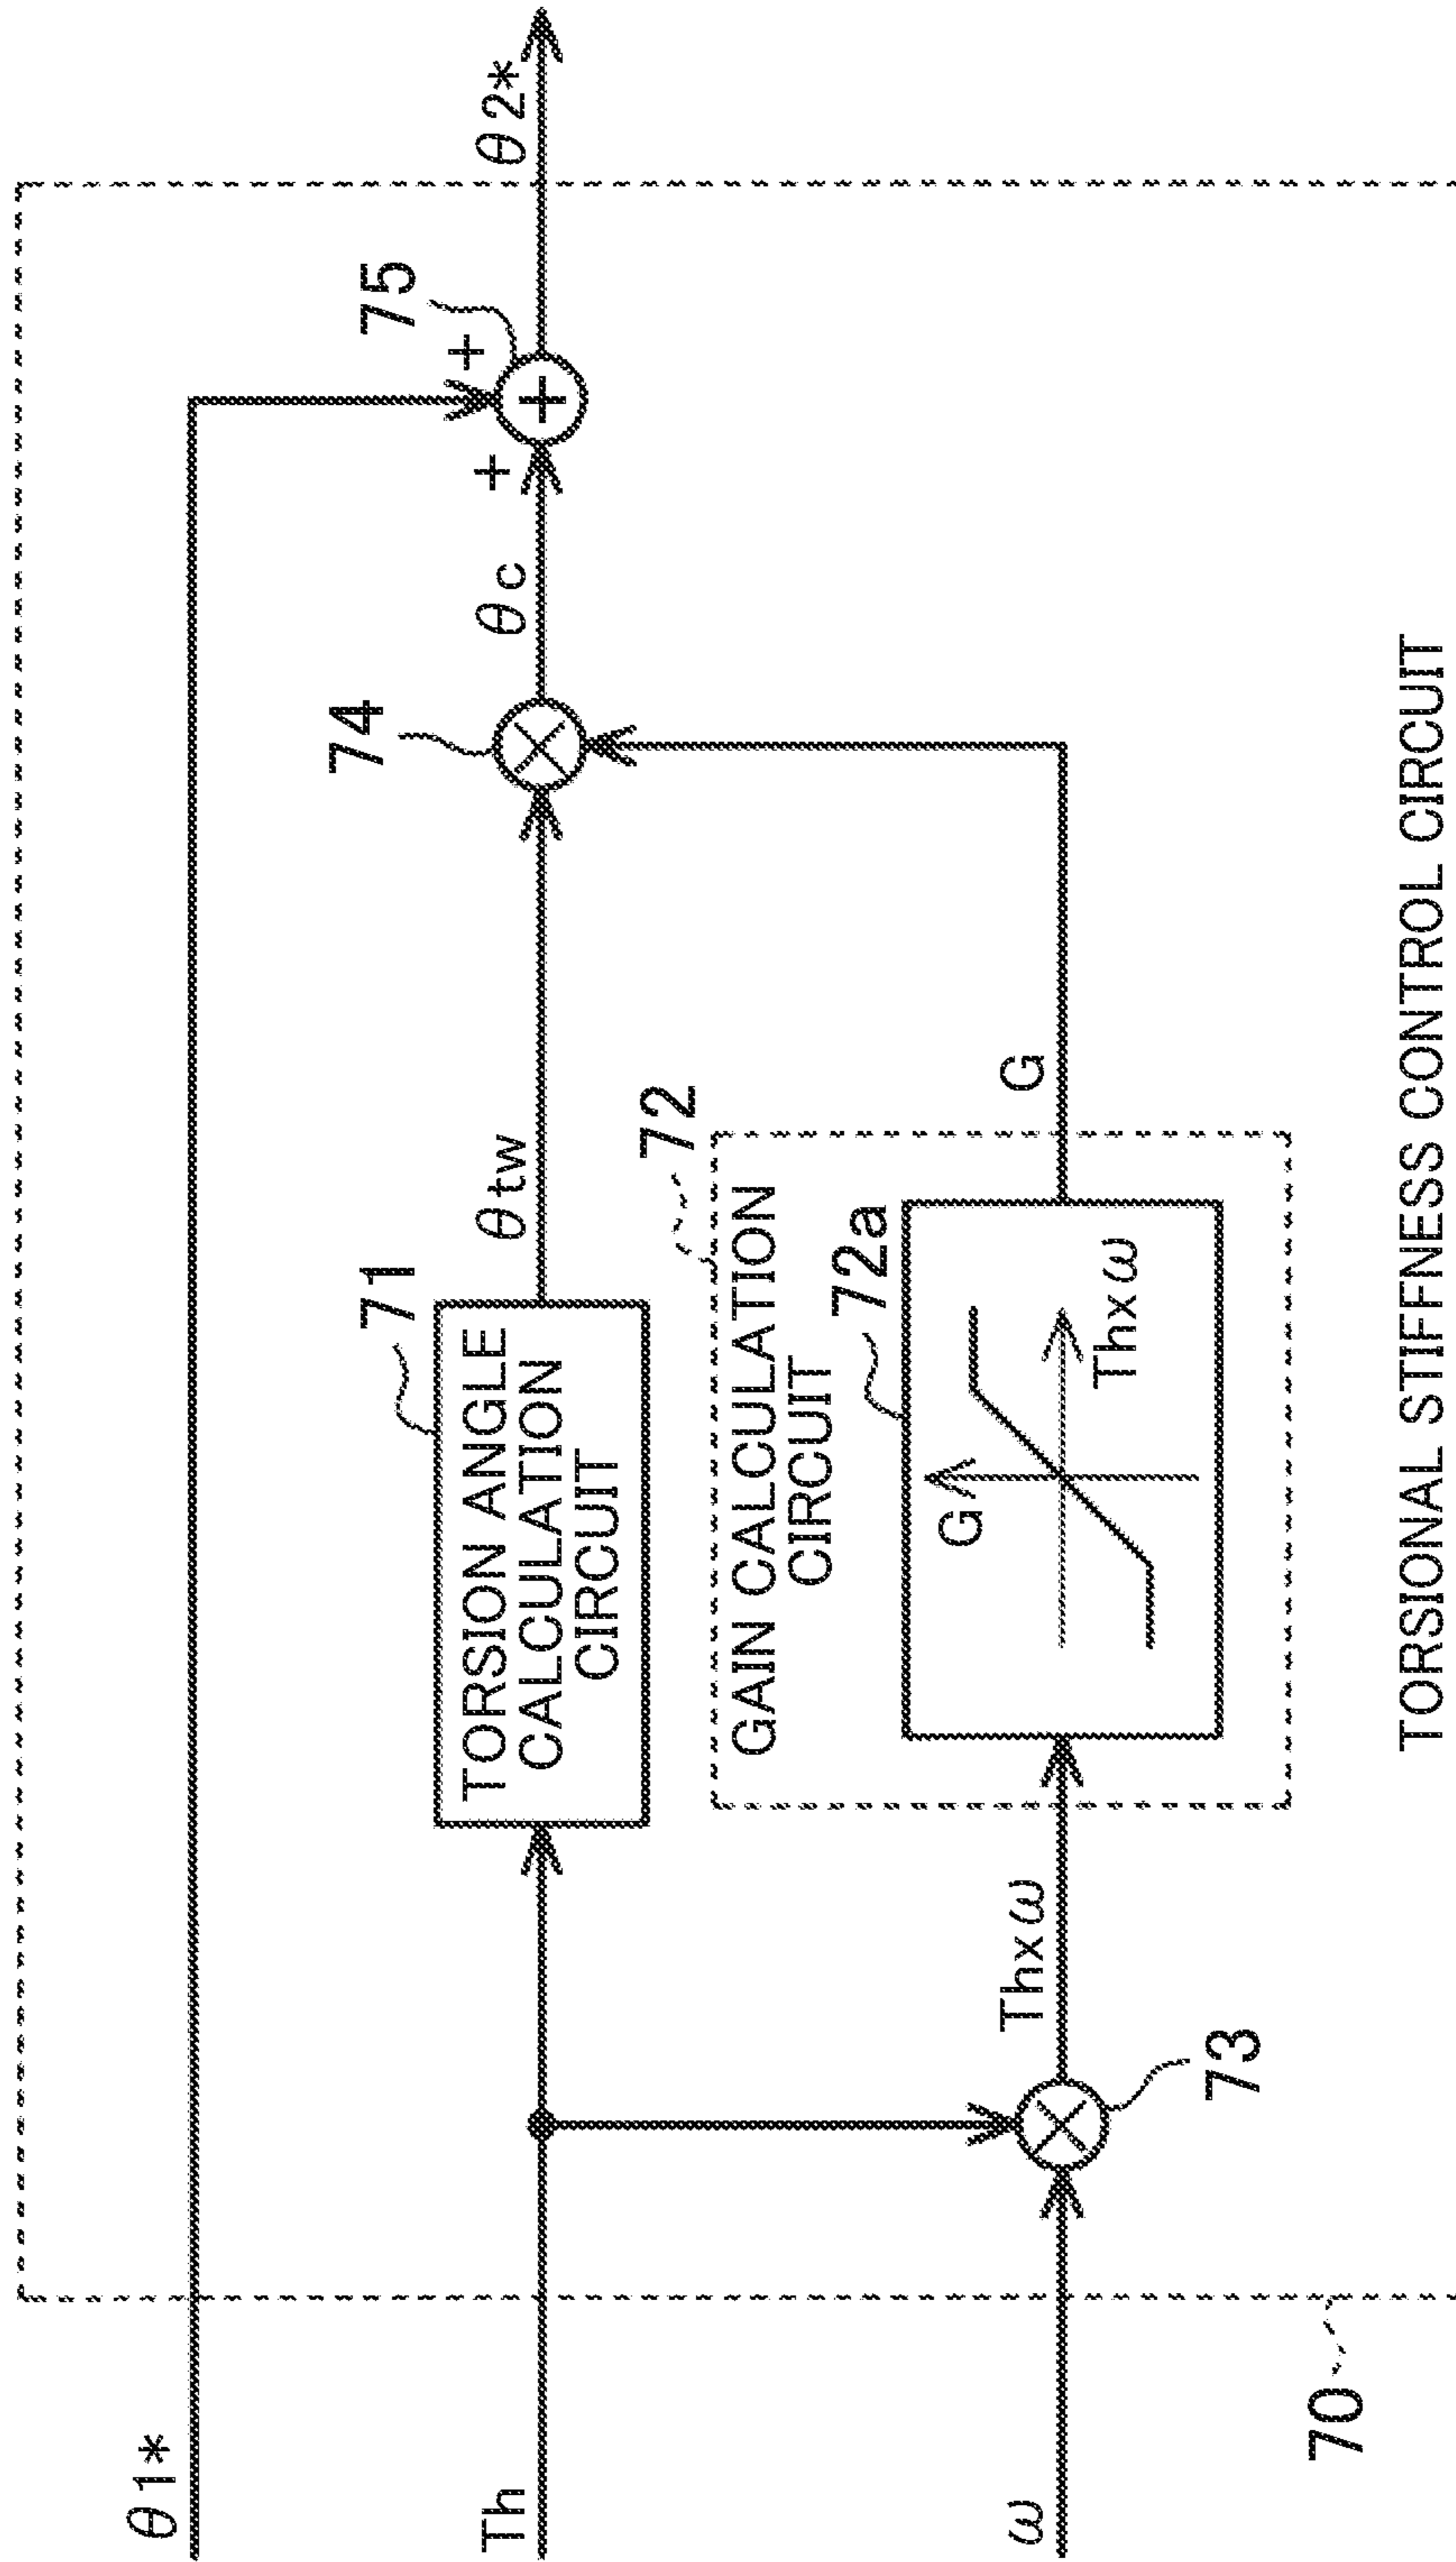 θ1*
75
+
+
θ2*
74
θc
71
TORSION ANGLE
CALCULATION
CIRCUIT
θtw
Th
72
GAIN CALCULATION
CIRCUIT
72a
G
Thxω
G
Thxω
ω
73
70
TORSIONAL STIFFNESS CONTROL CIRCUIT